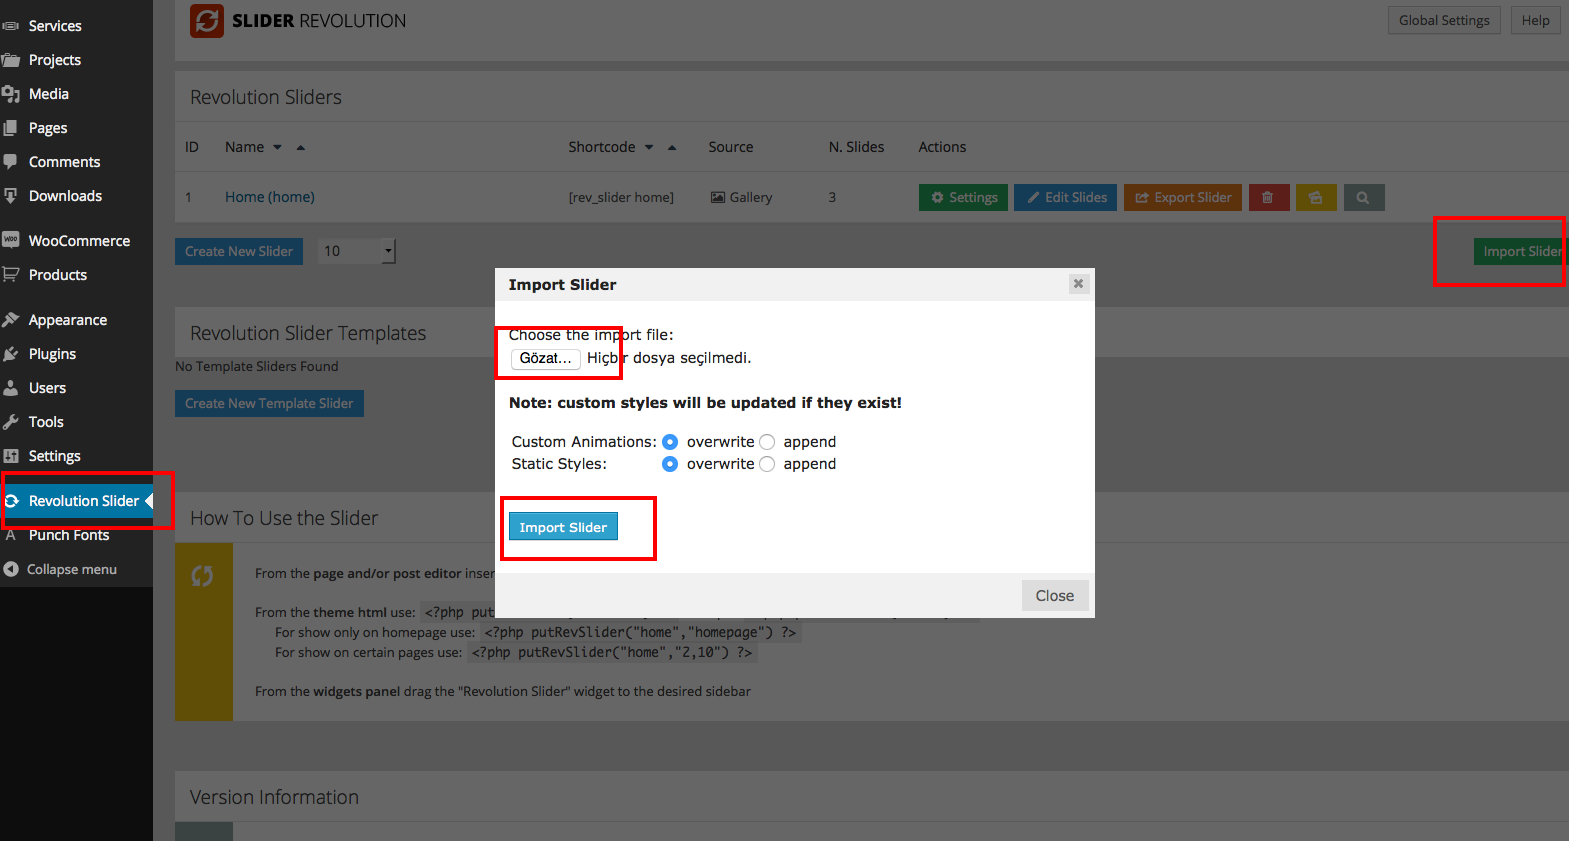 Services
Projects
Media
Pages
Comments
Downloads
WooCommerce
Products
Appearance
Plugins
Users
Tools
Settings
Revolution Slider
A Punch Fonts
Collapse menu
SLIDER REVOLUTION
Global Settings
Help
Revolution Sliders
ID Name Shortcode Source N. Slides Actions
1 Home (home) [rev_slider home] Gallery 3 Settings Edit Slides Export Slider
Create New Slider 10 Import Slider
Revolution Slider Templates
No Template Sliders Found
Create New Template Slider
Import Slider
Choose the import file:
Gözat... Hiçbir dosya seçilmedi.
Note: custom styles will be updated if they exist!
Custom Animations: overwrite append
Static Styles: overwrite append
Import Slider
Close
How To Use the Slider
From the page and/or post editor inser
From the theme html use: <?php put
For show only on homepage use: <?php putRevSlider("home","homepage") ?>
For show on certain pages use: <?php putRevSlider("home","2,10") ?>
From the widgets panel drag the "Revolution Slider" widget to the desired sidebar
Version Information